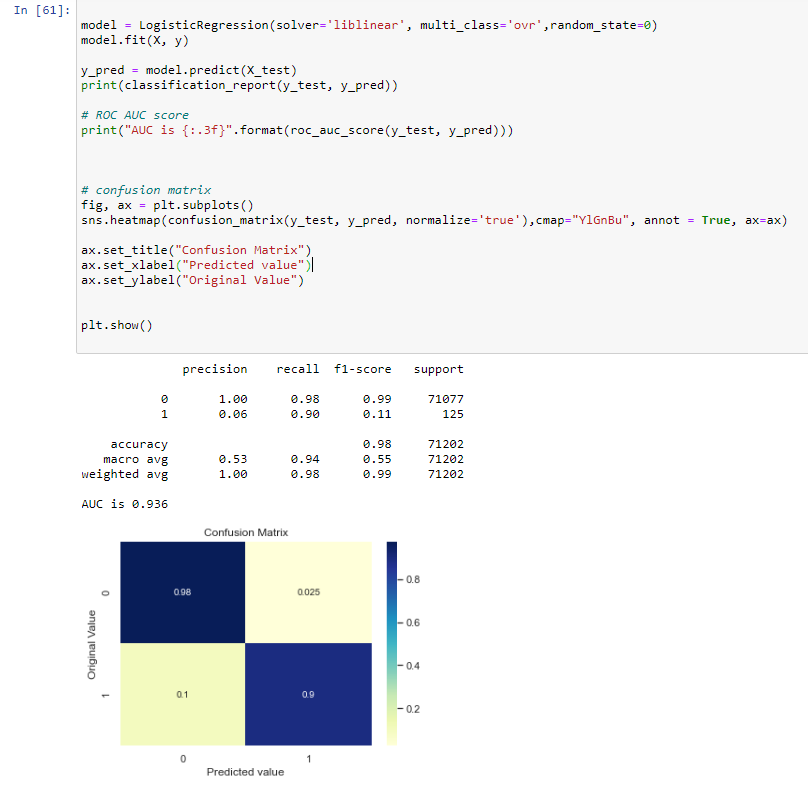 In [61]:
model = LogisticRegression(solver='liblinear', multi_class='ovr',random_state=0)
model.fit(X, y)
y_pred = model.predict(X_test)
print(classification_report(y_test, y_pred))
# ROC AUC score
print("AUC is {:.3f}".format(roc_auc_score(y_test, y_pred)))
# confusion matrix
fig, ax = plt.subplots()
sns.heatmap(confusion_matrix(y_test, y_pred, normalize='true'),cmap="YlGnBu", annot = True, ax=ax)
ax.set_title("Confusion Matrix")
ax.set_xlabel("Predicted value")
ax.set_ylabel("Original Value")
plt.show()
precision recall f1-score support
0 1.00 0.98 0.99 71077
1 0.06 0.90 0.11 125
accuracy 0.98 71202
macro avg 0.53 0.94 0.55 71202
weighted avg 1.00 0.98 0.99 71202
AUC is 0.936
Confusion Matrix
0 0.98 0.025
1 0.1 0.9
Original Value
0 1
Predicted value
0.8
0.6
0.4
0.2